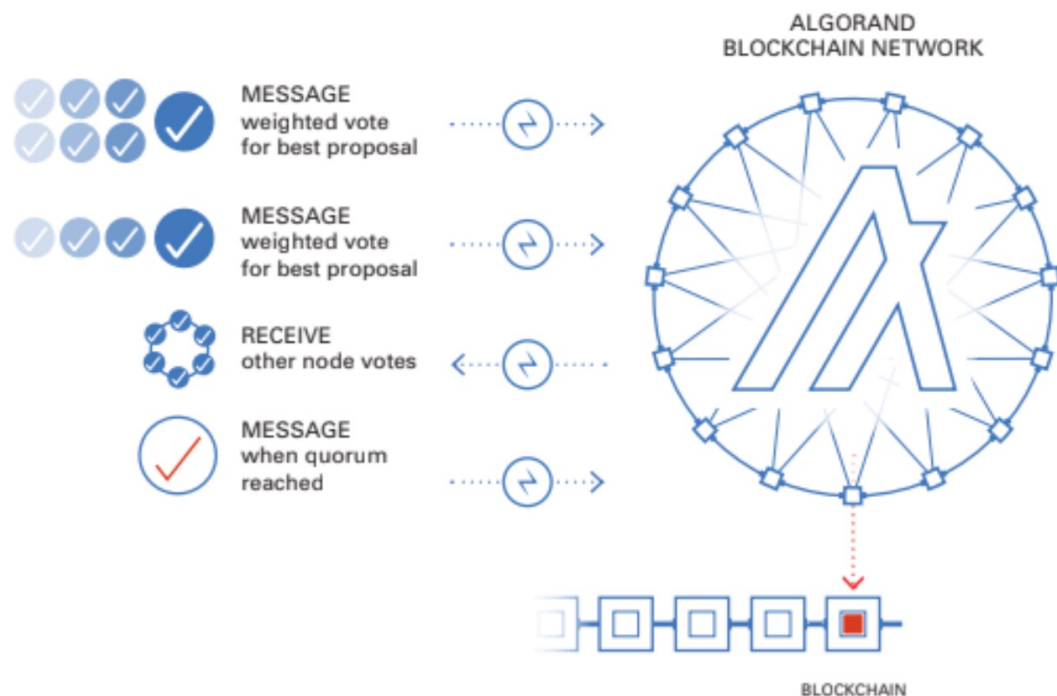 ALGORAND
BLOCKCHAIN NETWORK
MESSAGE
weighted vote
for best proposal
MESSAGE
weighted vote
for best proposal
RECEIVE
other node votes
MESSAGE
when quorum
reached
BLOCKCHAIN